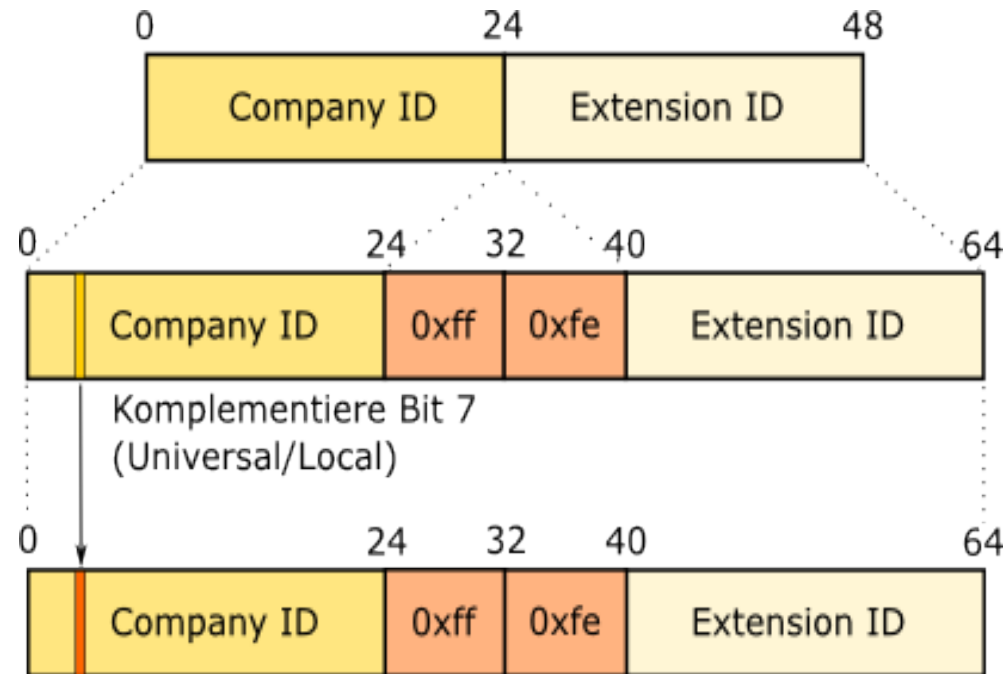 0 24 48
Company ID Extension ID
0 24 32 40 64
Company ID 0xff 0xfe Extension ID
Komplementiere Bit 7
(Universal/Local)
0 24 32 40 64
Company ID 0xff 0xfe Extension ID